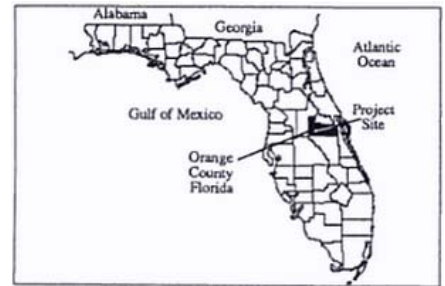 Alabama
Georgia
Atlantic
Ocean
Gulf of Mexico
Project
Site
Orange
County
Florida